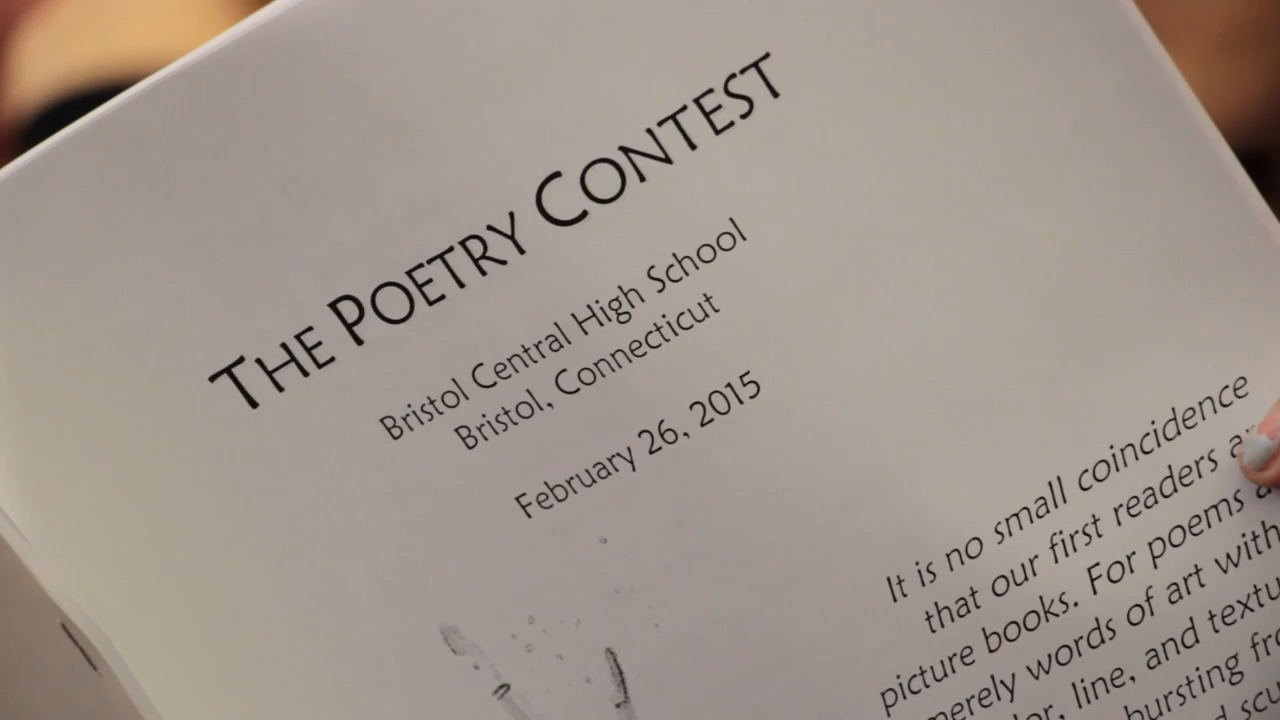 THE POETRY CONTEST
Bristol Central High School
Bristol, Connecticut
February 26, 2015
It is no small coincidence
that our first readers
picture books. For poems
merely words of art with
line, and
bursting